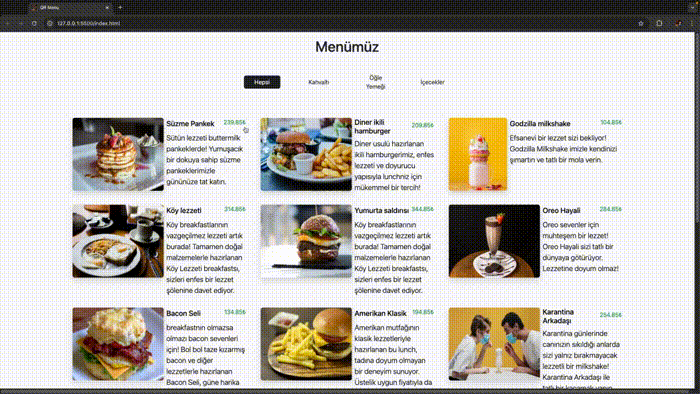 QR Menu
127.0.0.1:5500/index.html
Menümüz
Hepsi
Kahvaltı
Öğle
Yemeği
İçecekler
Süzme Pankek 239.85₺
Sütün lezzeti buttermilk
pankeklerde! Yumuşacık
bir dokuya sahip süzme
pankeklerimizle
gününüze tat katın.
Diner ikli
hamburger 209.85₺
Diner usulü hazırlanan
ikili hamburgerimiz, enfes
lezzeti ve doyurucu
yapısıyla lunchınız için
mükemmel bir tercih!
Godzilla milkshake 104.85₺
Efsanevi bir lezzet sizi bekliyor!
Godzilla Milkshake imizle kendinizi
şımartın ve tatlı bir mola verin.
Köy lezzeti 314.85₺
Köy breakfastlarının
vazgeçilmez lezzeti artık
burada! Tamamen doğal
malzemelerle hazırlanan
Köy Lezzeti breakfastsı,
sizleri enfes bir lezzet
şölenine davet ediyor.
Yumurta saldırısı 344.85₺
Köy breakfastlarının
vazgeçilmez lezzeti artık
burada! Tamamen doğal
malzemelerle hazırlanan
Köy Lezzeti breakfastsı,
sizleri enfes bir lezzet
şölenine davet ediyor.
Oreo Hayali 284.85₺
Oreo sevenler için
muhteşem bir lezzet!
Oreo Hayali sizi tatlı bir
dünyaya götürüyor.
Lezzetine doyum olmaz!
Bacon Seli 134.85₺
breakfastnın olmazsa
olmazı bacon sevenleri
için! Bol bol taze kızarmış
bacon ve diğer
lezzetlerle hazırlanan
Bacon Seli, güne harika
Amerikan Klasik 194.85₺
Amerikan mutfağının
klasik lezzetleriyle
hazırlanan bu lunch,
tadına doyum olmayan
bir deneyim sunuyor.
Üstelik uygun fiyatıyla da
Karantina
Arkadaşı 254.85₺
Karantina günlerinde
canınızın sıkıldığı anlarda
sizi yalnız bırakmayacak
lezzetli bir milkshake!
Karantina Arkadaşı ile